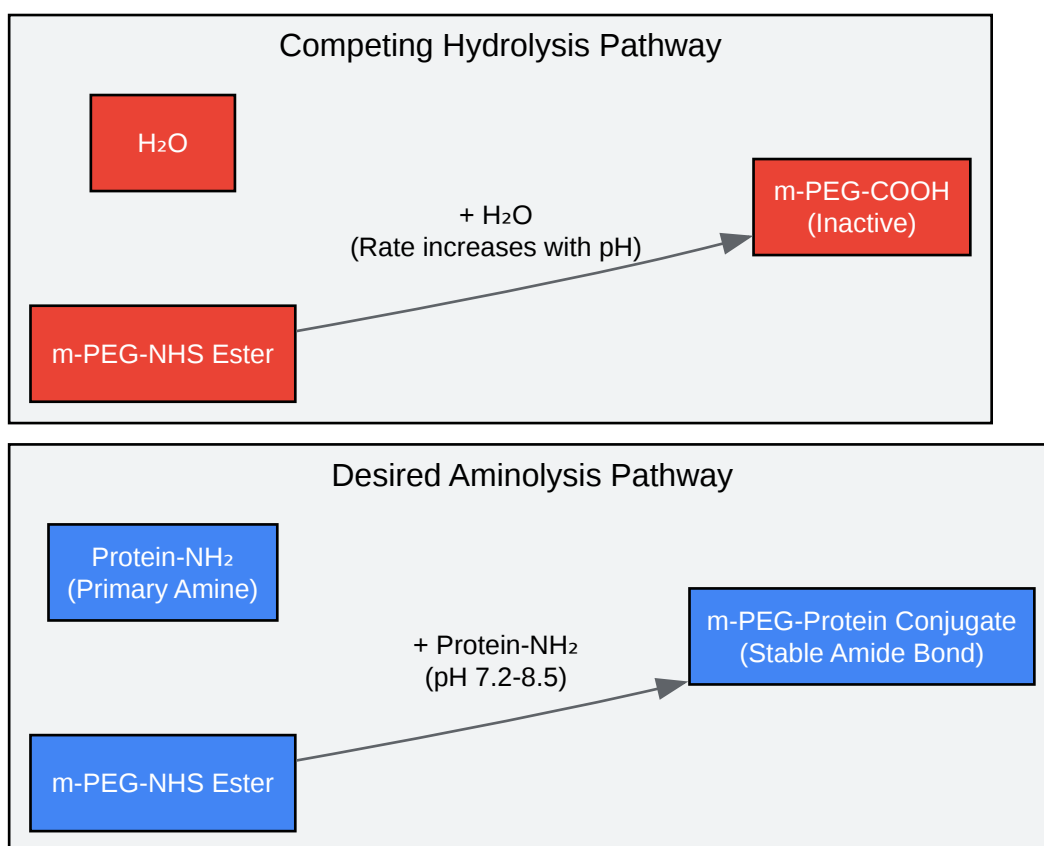 Competing Hydrolysis Pathway
H₂O
m-PEG-COOH
(Inactive)
+ H₂O
(Rate increases with pH)
m-PEG-NHS Ester
Desired Aminolysis Pathway
Protein-NH₂
(Primary Amine)
m-PEG-Protein Conjugate
(Stable Amide Bond)
+ Protein-NH₂
(pH 7.2-8.5)
m-PEG-NHS Ester